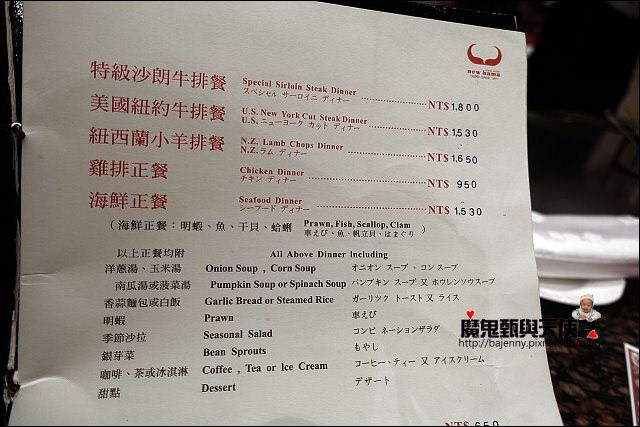 new hama
特級沙朗牛排餐 Special Sirloin Steak Dinner NT$ 1,800
スペシャル サーロイニ ディナー
美國紐約牛排餐 U.S. New York Cut Steak Dinner NT$ 1,530
U.S. ニューヨーク カット ディナー
紐西蘭小羊排餐 N.Z. Lamb Chops Dinner NT$ 1,650
N.Z. ラム ディナー
雞排正餐 Chicken Dinner NT$ 950
チキン ディナー
海鮮正餐 Seafood Dinner NT$ 1,530
シーフード ディナー
(海鮮正餐：明蝦、魚、干貝、蛤蜊 Prawn, Fish, Scallop, Clam
車えび、魚、帆立貝、はまぐり)
以上正餐均附 All Above Dinner Including
洋蔥湯、玉米湯 Onion Soup , Corn Soup オニオン スープ 、コン スープ
南瓜湯或菠菜湯 Pumpkin Soup or Spinach Soup パンプキン スープ 又 ホウレンソウスープ
香蒜麵包或白飯 Garlic Bread or Steamed Rice ガーリック トースト 又 ライス
明蝦 Prawn 車えび
季節沙拉 Seasonal Salad コンビ ネーションサラダ
銀芽菜 Bean Sprouts もやし
咖啡、茶或冰淇淋 Coffee , Tea or Ice Cream コーヒー、ティー 又 アイスクリーム
甜點 Dessert デザート
NT$ 650
魔鬼甄與天使
http://bajenny.pixnet